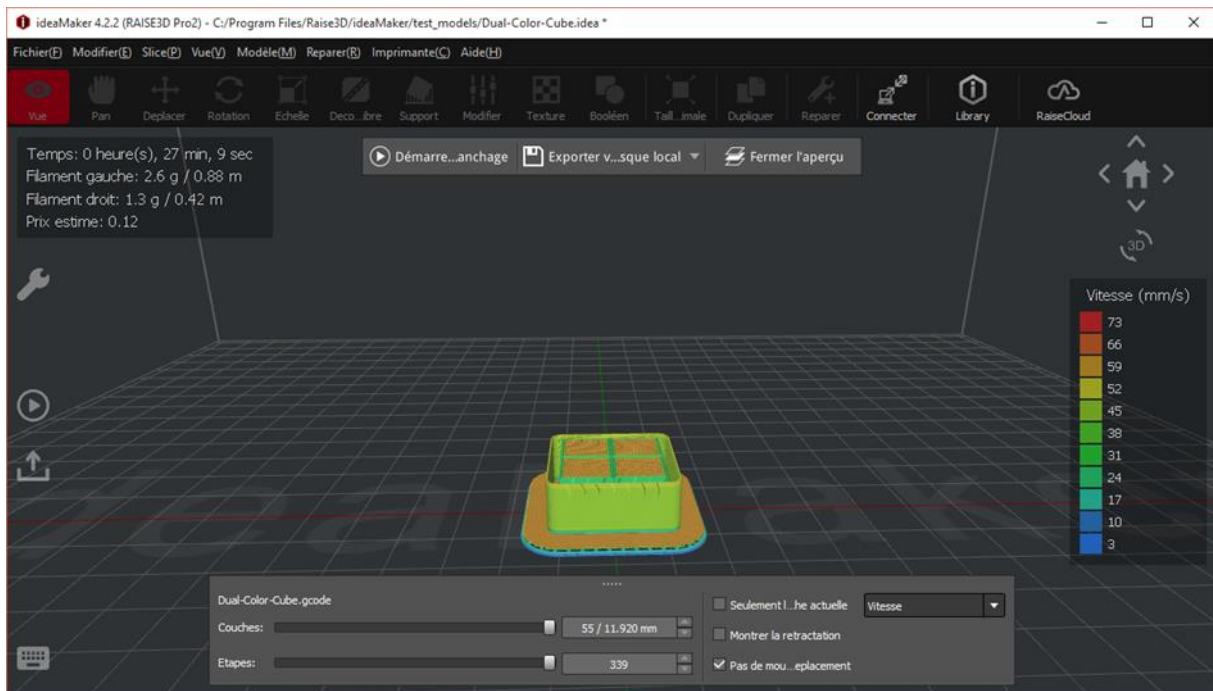 ideaMaker 4.2.2 (RAISE3D Pro2) - C:/Program Files/Raise3D/ideaMaker/test_models/Dual-Color-Cube.idea *
Fichier(F) Modifier(E) Slice(P) Vue(V) Modèle(M) Reparer(R) Imprimante(C) Aide(H)
Vue Pan Deplacer Rotation Echelle Deco...ibre Support Modifier Texture Booléen Taill...imale Dupliquer Reparer Connecter Library RaiseCloud
Temps: 0 heure(s), 27 min, 9 sec
Filament gauche: 2.6 g / 0.88 m
Filament droit: 1.3 g / 0.42 m
Prix estime: 0.12
Démarre...anchage Exporter v...sque local Fermer l'aperçu
3D
Vitesse (mm/s)
73
66
59
52
45
38
31
24
17
10
3
Dual-Color-Cube.gcode
Couches: 55 / 11.920 mm
Etapes: 339
Seulement l...he actuelle Vitesse
Montrer la retractation
Pas de mou...eplacement